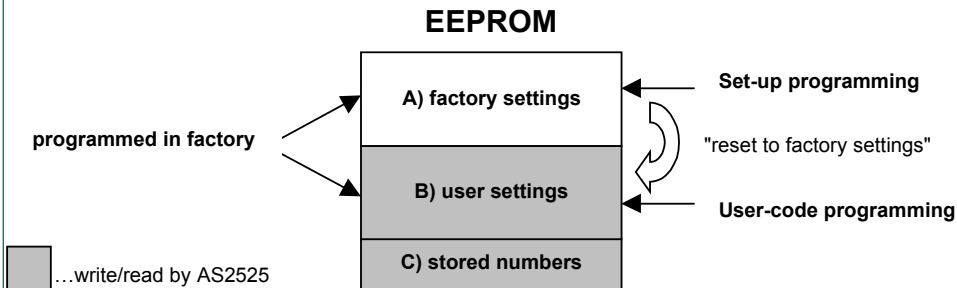 EEPROM
A) factory settings
Set-up programming
programmed in factory
"reset to factory settings"
B) user settings
User-code programming
C) stored numbers
…write/read by AS2525